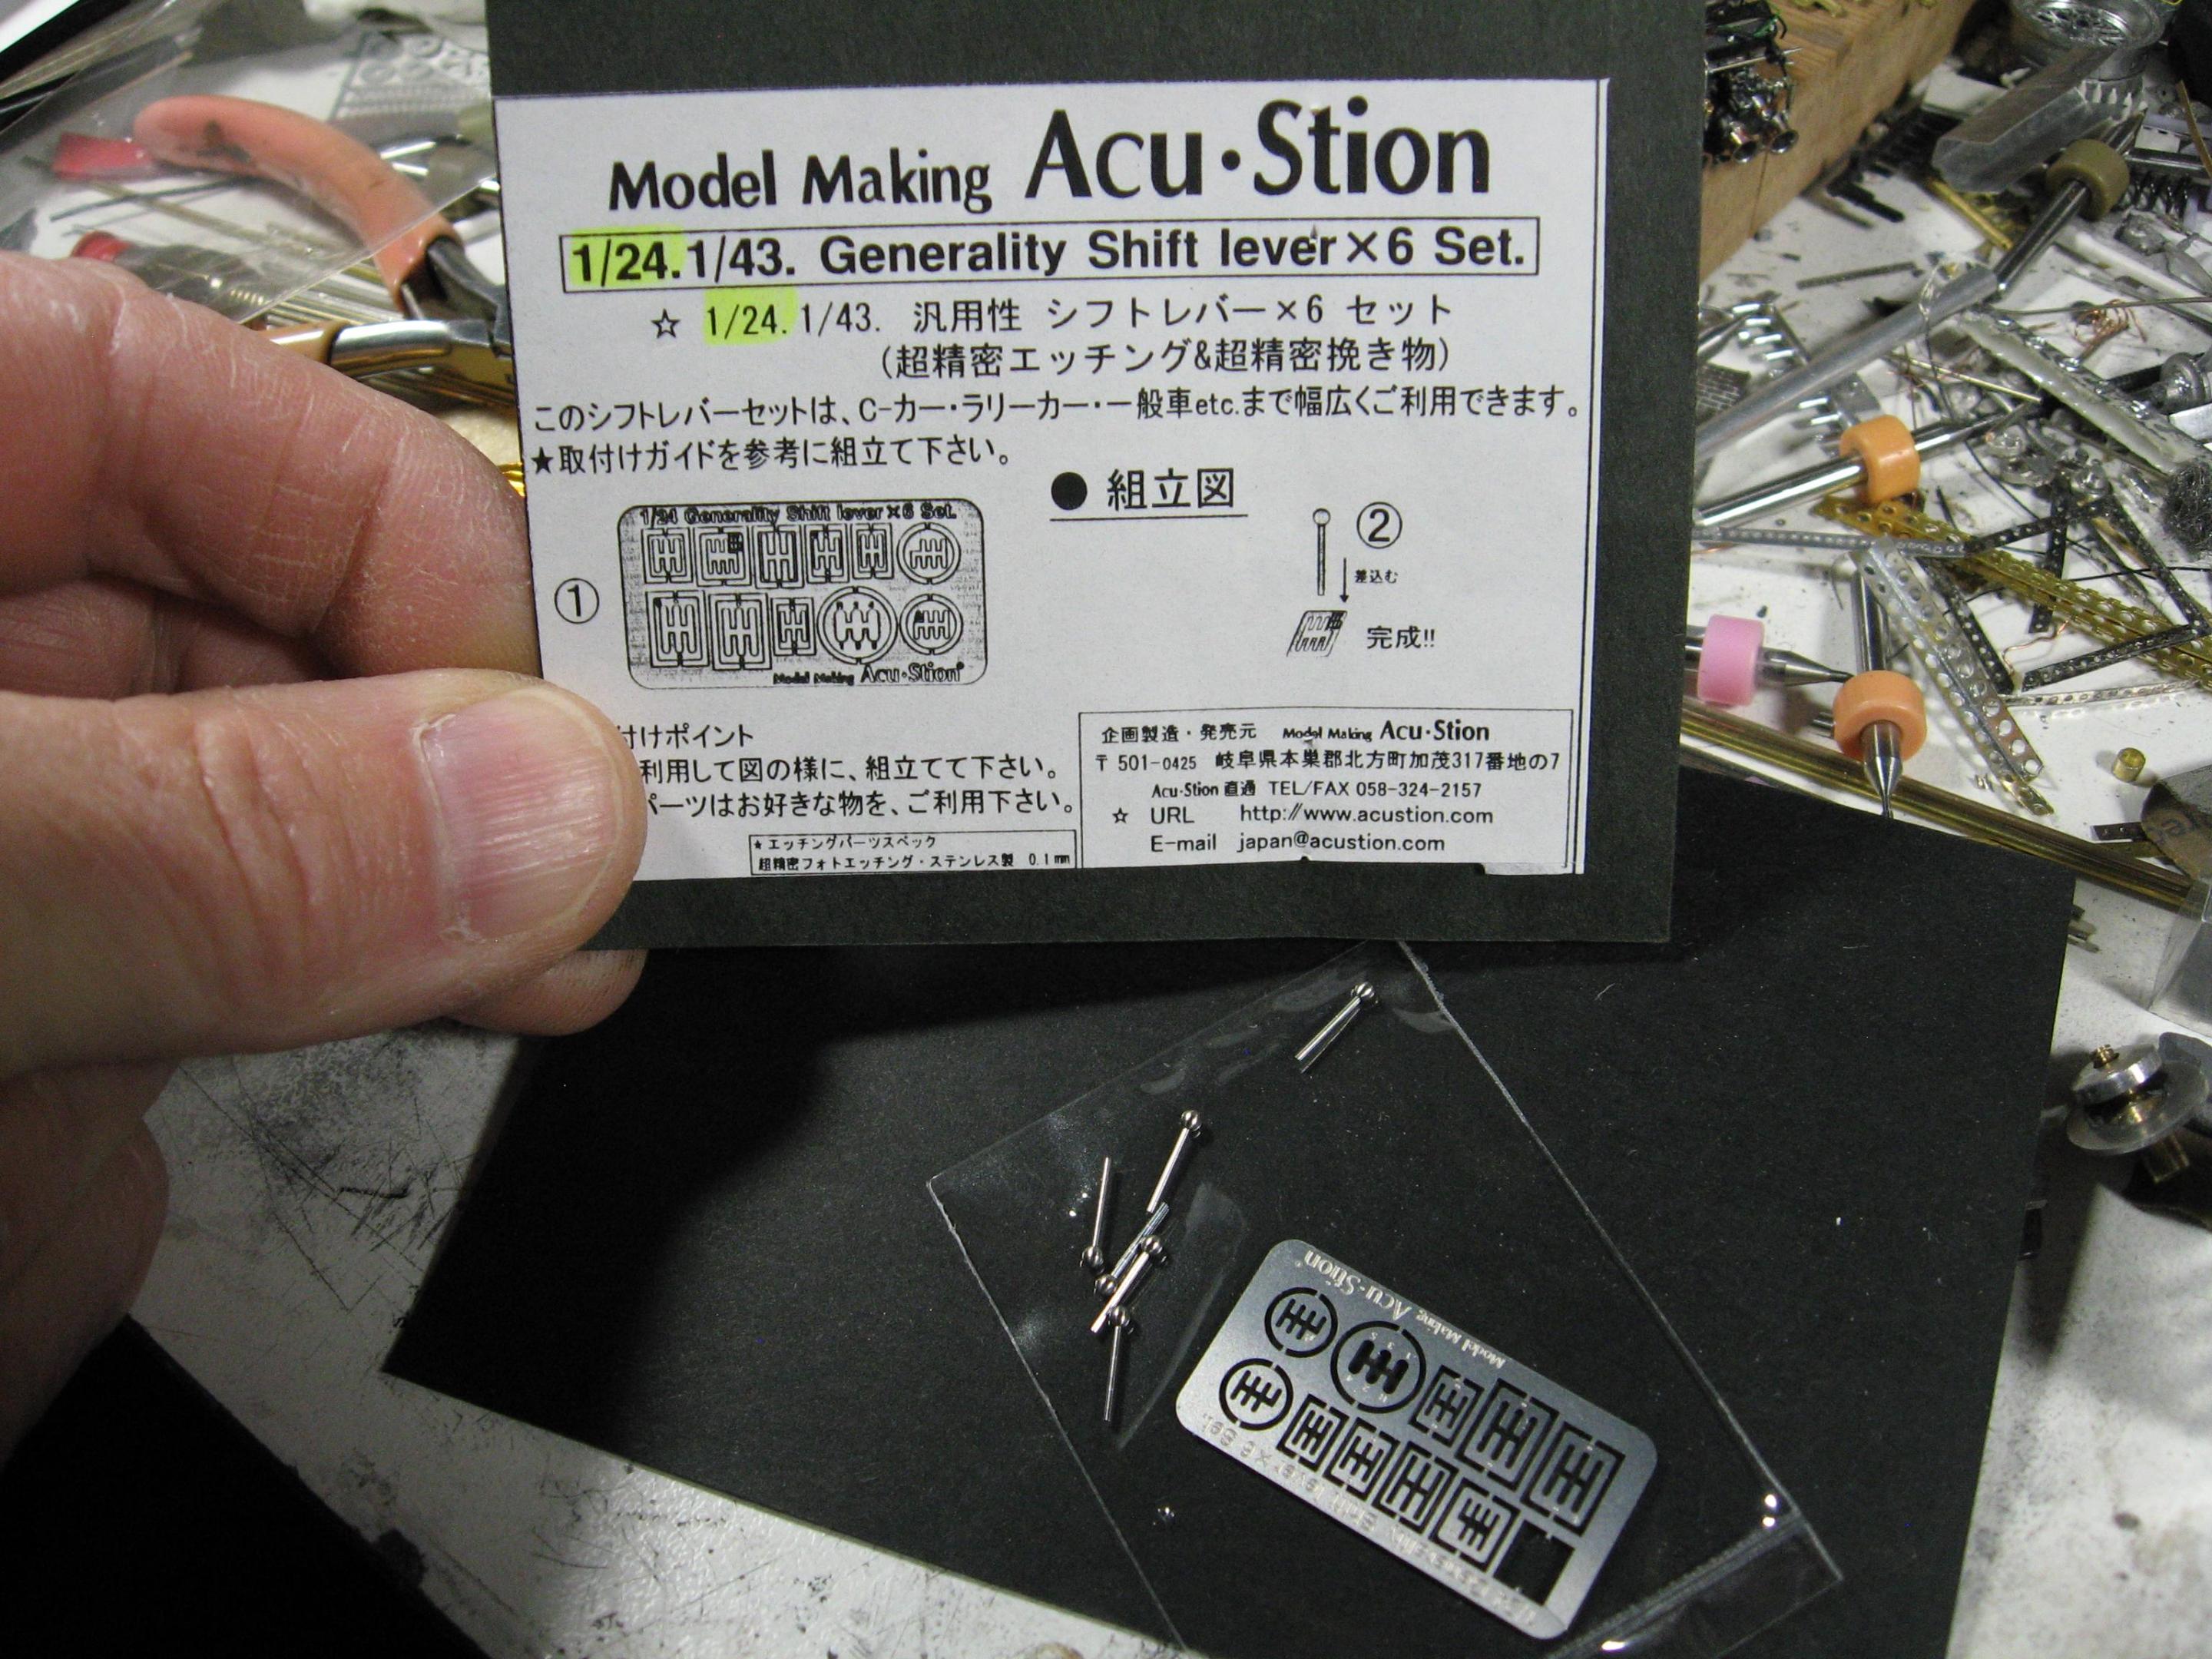 Model Making Acu·Stion
1/24.1/43. Generality Shift lever×6 Set.
☆ 1/24.1/43. 汎用性 シフトレバー×6 セット
(超精密エッチング&超精密挽き物)
このシフトレバーセットは、C-カー・ラリーカー・一般車etc.まで幅広くご利用できます。
★取付けガイドを参考に組立て下さい。
● 組立図
①
1/24 Generality Shift lever×6 Set.
Model Making Acu·Stion
②
差込む
完成!!
付けポイント
利用して図の様に、組立てて下さい。
パーツはお好きな物を、ご利用下さい。
★エッチングパーツスペック
超精密フォトエッチング・ステンレス製 0.1mm
企画製造・発売元 Model Making Acu·Stion
〒501-0425 岐阜県本巣郡北方町加茂317番地の7
Acu·Stion 直通 TEL/FAX 058-324-2157
☆ URL http://www.acustion.com
E-mail japan@acustion.com
Model Making Acu·Stion